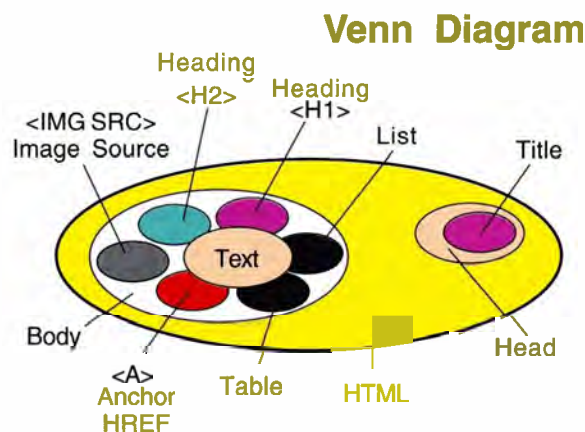 Venn Diagram
Heading
<H2>
Heading
<H1>
<IMG SRC>
Image Source
List
Title
Text
Body
<A>
Anchor
HREF
Table
HTML
Head